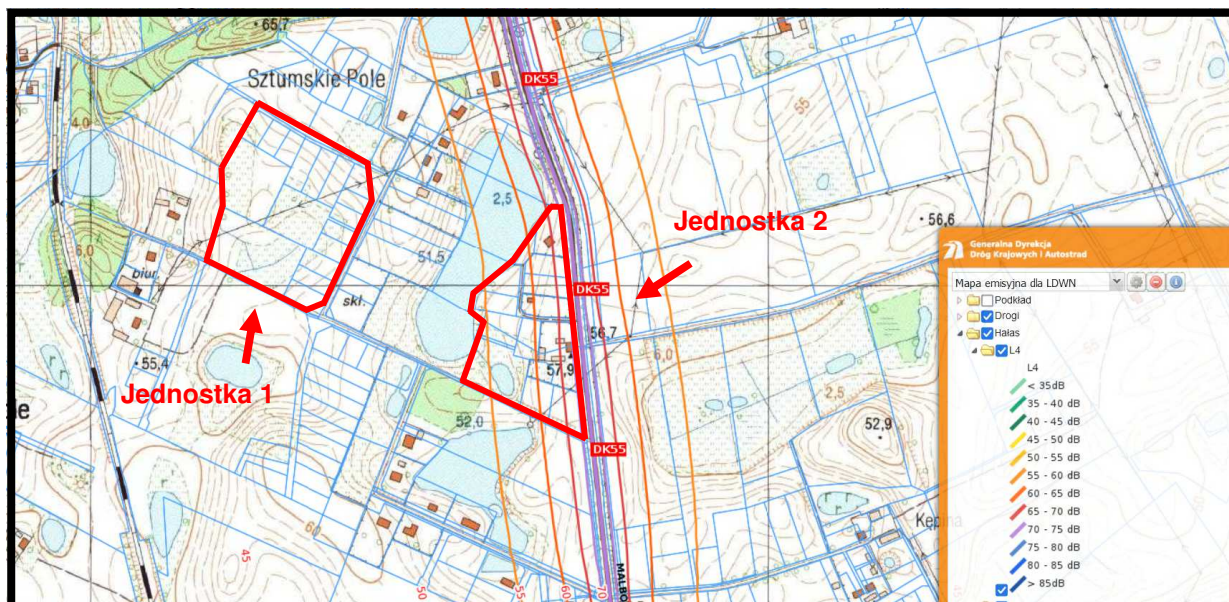 65,7
Sztumskie Pole
DK55
55
4,0
2,5
Jednostka 2
56,6
6,0
51,5
biur.
skł.
DK55
56,7
6,0
55,4
57,9
2,5
Jednostka 1
52,0
52,9
DK55
Kępina
45
50
55
60
70
MALBO
Generalna Dyrekcja
Dróg Krajowych i Autostrad
Mapa emisyjna dla LDWN
Podkład
Drogi
Hałas
L4
L4
< 35dB
35 - 40 dB
40 - 45 dB
45 - 50 dB
50 - 55 dB
55 - 60 dB
60 - 65 dB
65 - 70 dB
70 - 75 dB
75 - 80 dB
80 - 85 dB
> 85dB